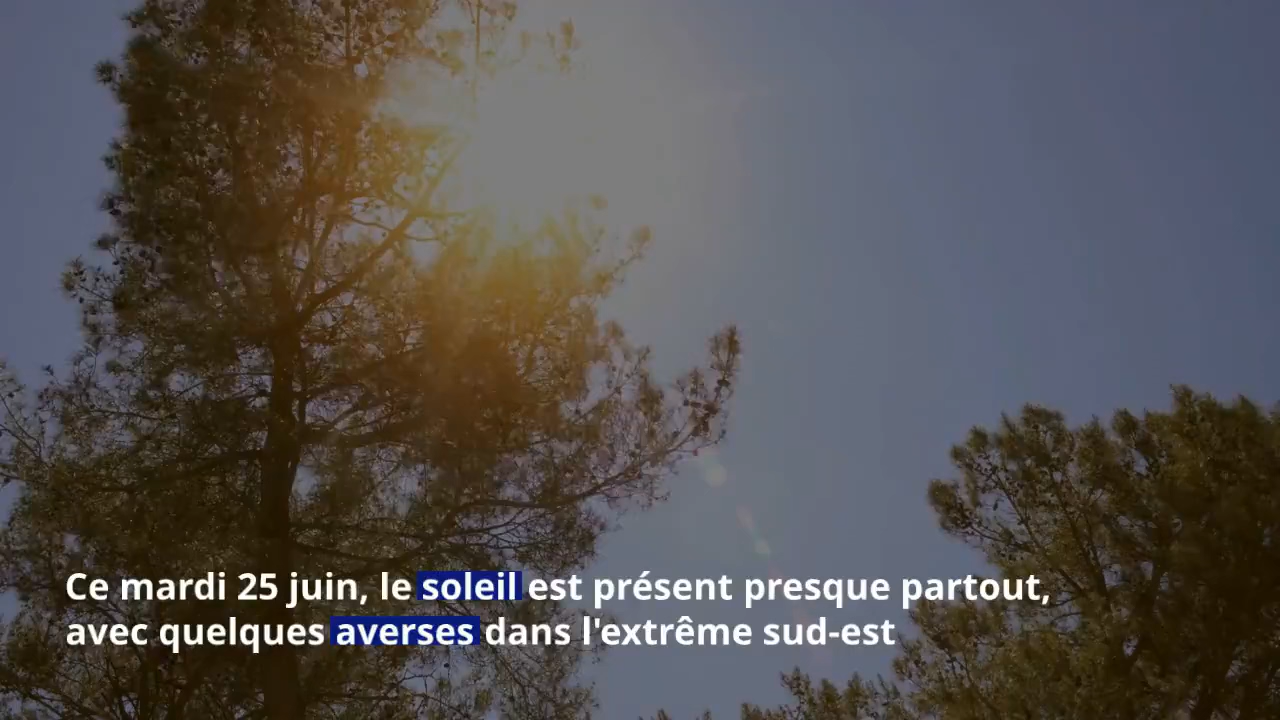 Ce mardi 25 juin, le soleil est présent presque partout,
avec quelques averses dans l'extrême sud-est